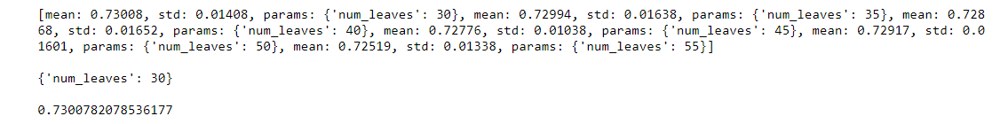 [mean: 0.73008, std: 0.01408, params: {'num_leaves': 30}, mean: 0.72994, std: 0.01638, params: {'num_leaves': 35}, mean: 0.728
68, std: 0.01652, params: {'num_leaves': 40}, mean: 0.72776, std: 0.01038, params: {'num_leaves': 45}, mean: 0.72917, std: 0.0
1601, params: {'num_leaves': 50}, mean: 0.72519, std: 0.01338, params: {'num_leaves': 55}]
{'num_leaves': 30}
0.7300782078536177